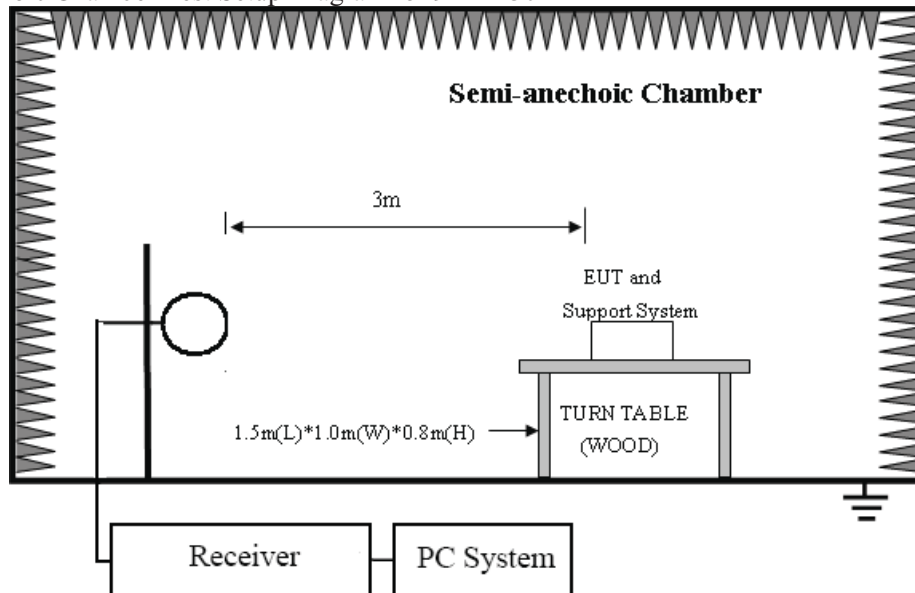 Semi-anechoic Chamber
3m
EUT and
Support System
1.5m(L)*1.0m(W)*0.8m(H)
TURN TABLE
(WOOD)
Receiver
PC System